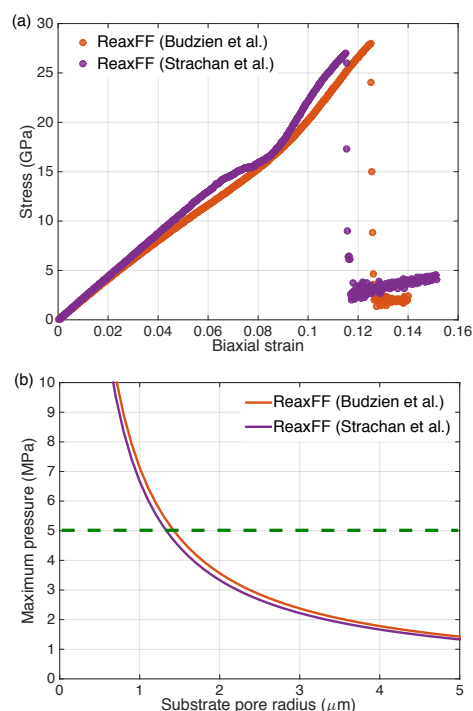 (a)
ReaxFF (Budzien et al.)
ReaxFF (Strachan et al.)
Stress (GPa)
30
25
20
15
10
5
0
0 0.02 0.04 0.06 0.08 0.1 0.12 0.14 0.16
Biaxial strain
(b)
ReaxFF (Budzien et al.)
ReaxFF (Strachan et al.)
Maximum pressure (MPa)
10
9
8
7
6
5
4
3
2
1
0
0 1 2 3 4 5
Substrate pore radius (μm)